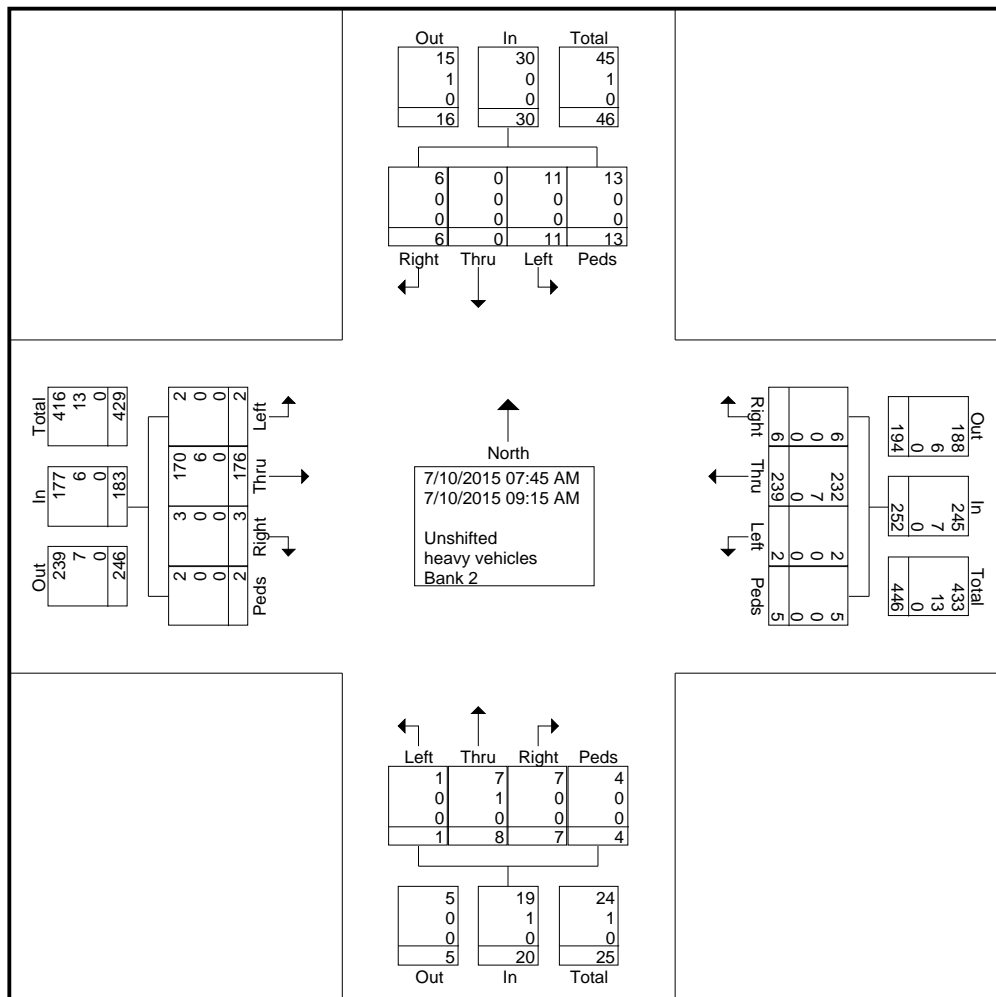 Out In Total
15 30 45
1 0 1
0 0 0
16 30 46
6 0 11 13
0 0 0 0
0 0 0 0
6 0 11 13
Right Thru Left Peds
Total
416
13
0
429
In
177
6
0
183
Out
239
7
0
246
2
0
0
2
Left
170
6
0
176
Thru
3
0
0
3
Right
2
0
0
2
Peds
North
7/10/2015 07:45 AM
7/10/2015 09:15 AM
Unshifted
heavy vehicles
Bank 2
Right
6
0
0
6
Thru
232
7
0
239
Left
2
0
0
2
Peds
5
0
0
5
Out
188
6
0
194
In
245
7
0
252
Total
433
13
0
446
Left Thru Right Peds
1 7 7 4
0 1 0 0
0 0 0 0
1 8 7 4
5 19 24
0 1 1
0 0 0
5 20 25
Out In Total